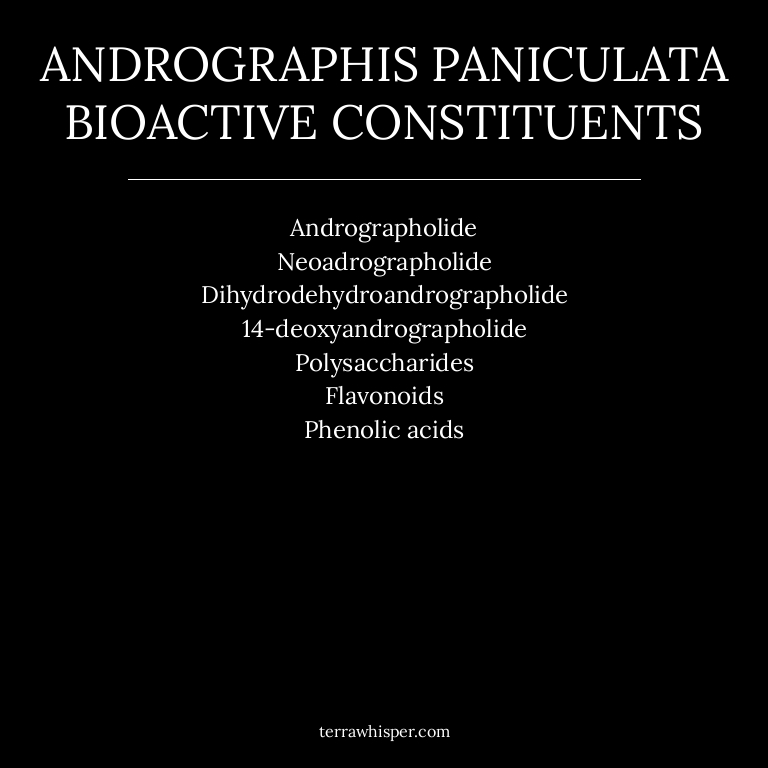 ANDROGRAPHIS PANICULATA
BIOACTIVE CONSTITUENTS
Andrographolide
Neoadrographolide
Dihydrodehydroandrographolide
14-deoxyandrographolide
Polysaccharides
Flavonoids
Phenolic acids
terrawhisper.com